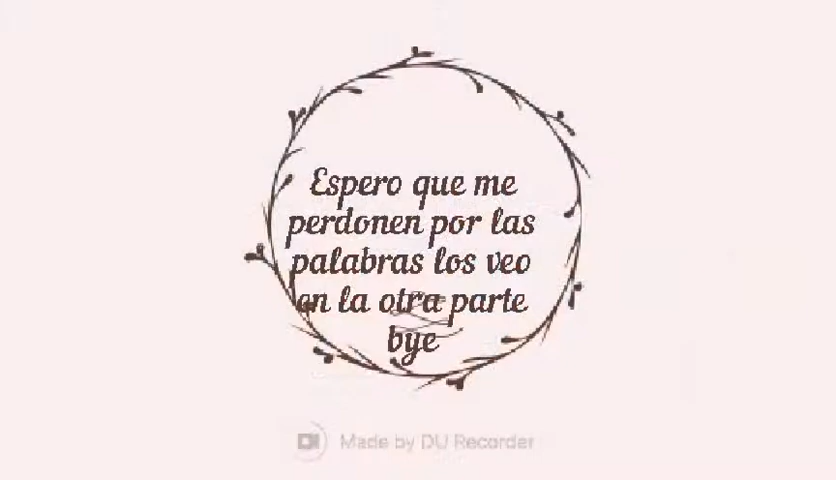 Espero que me
perdonen por las
palabras los veo
en la otra parte
bye
Made by DU Recorder